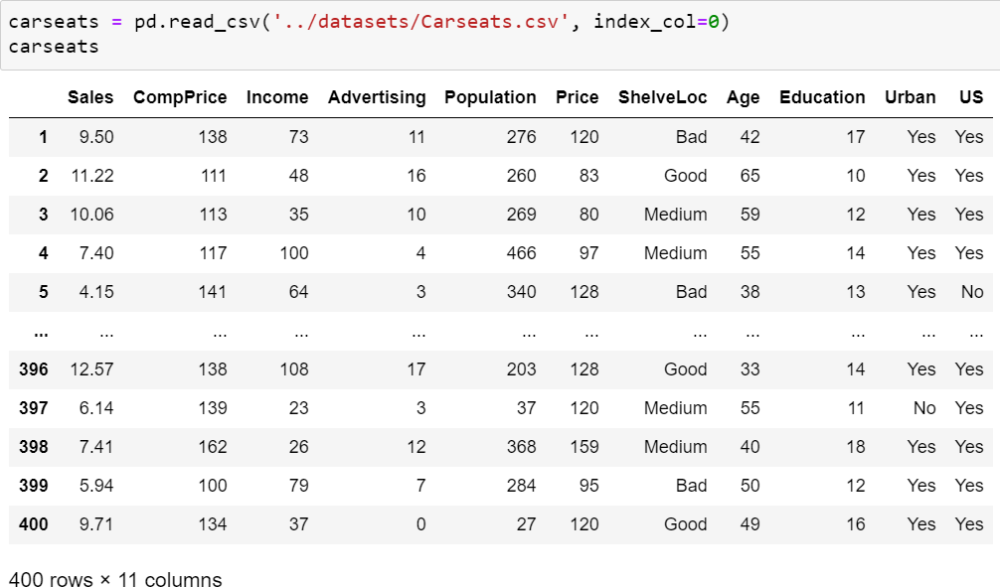 carseats = pd.read_csv('../datasets/Carseats.csv', index_col=0)
carseats
Sales CompPrice Income Advertising Population Price ShelveLoc Age Education Urban US
1 9.50 138 73 11 276 120 Bad 42 17 Yes Yes
2 11.22 111 48 16 260 83 Good 65 10 Yes Yes
3 10.06 113 35 10 269 80 Medium 59 12 Yes Yes
4 7.40 117 100 4 466 97 Medium 55 14 Yes Yes
5 4.15 141 64 3 340 128 Bad 38 13 Yes No
... ... ... ... ... ... ... ... ... ... ... ...
396 12.57 138 108 17 203 128 Good 33 14 Yes Yes
397 6.14 139 23 3 37 120 Medium 55 11 No Yes
398 7.41 162 26 12 368 159 Medium 40 18 Yes Yes
399 5.94 100 79 7 284 95 Bad 50 12 Yes Yes
400 9.71 134 37 0 27 120 Good 49 16 Yes Yes
400 rows × 11 columns